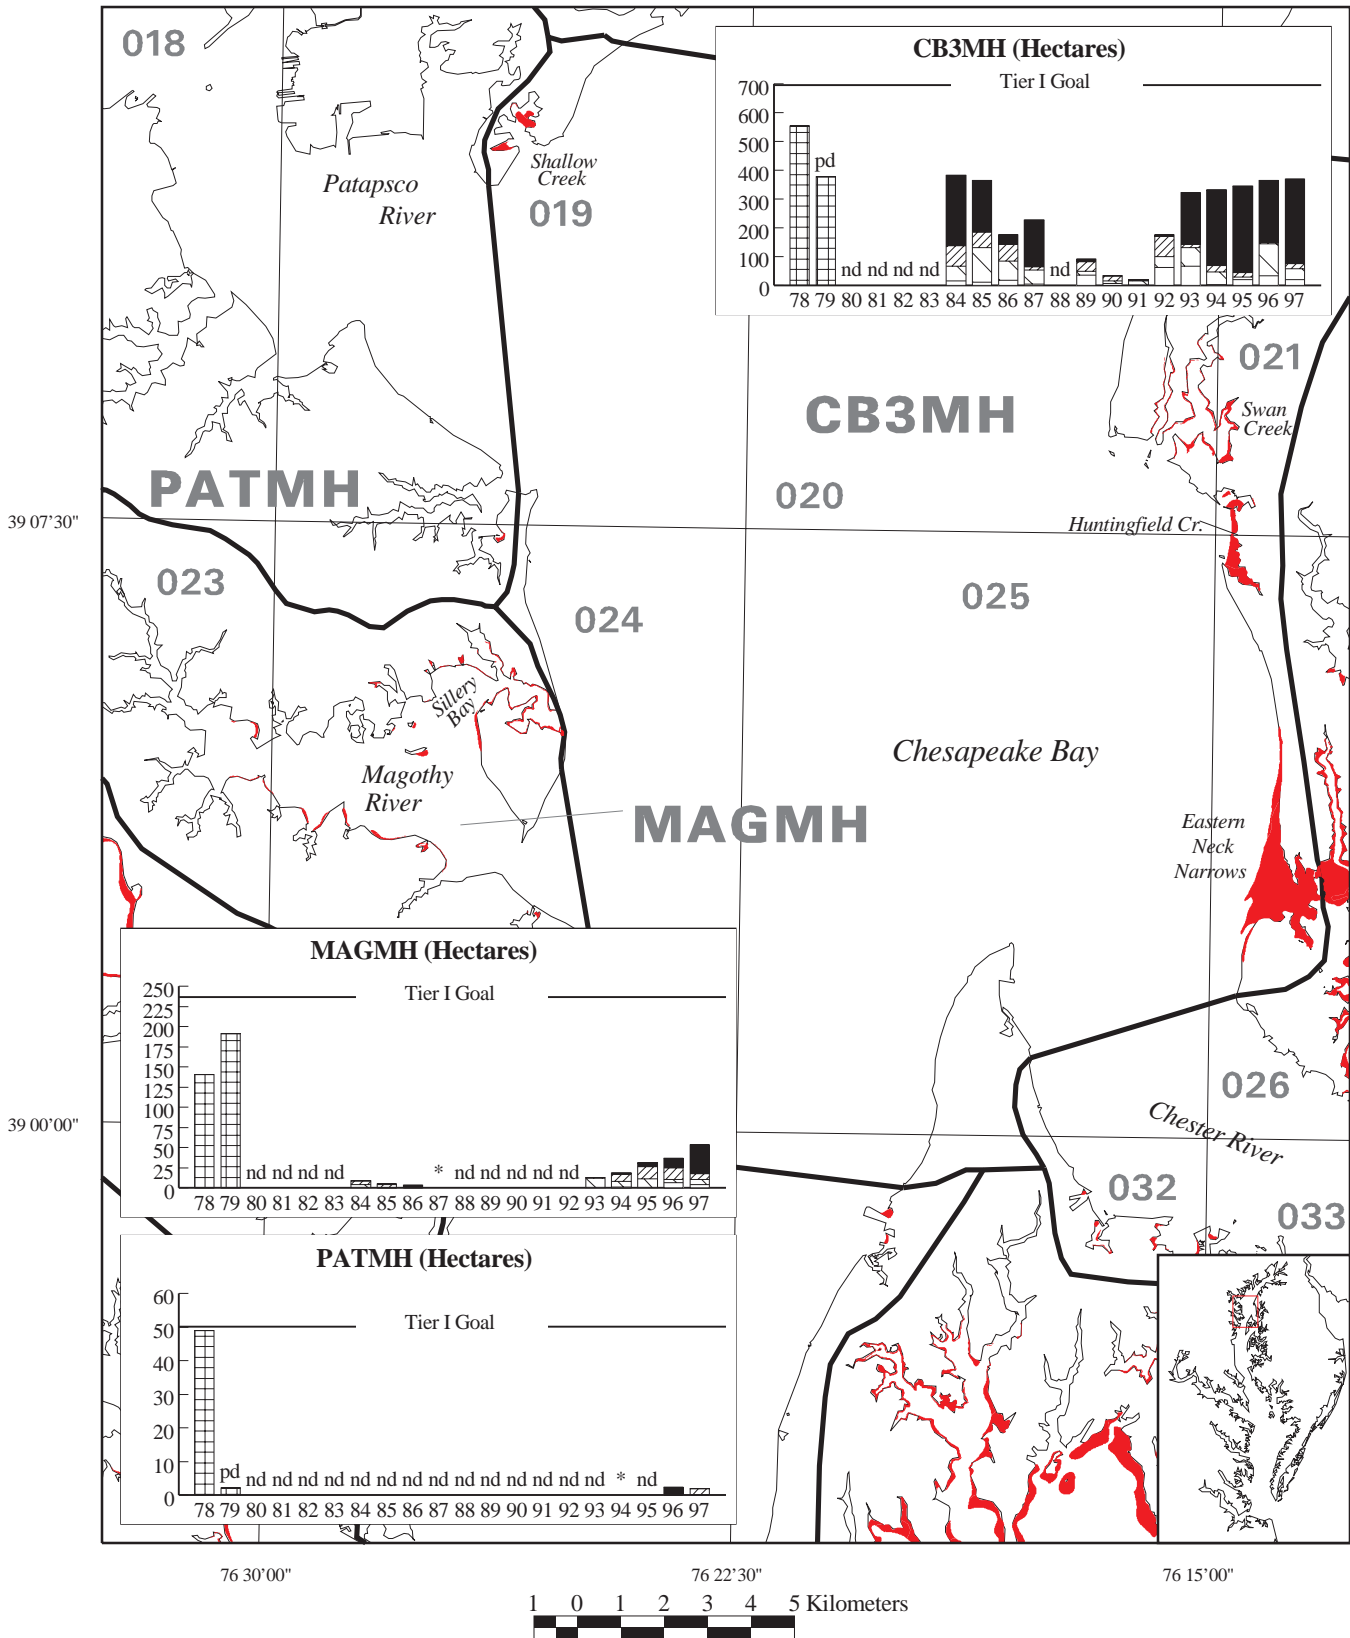 018
CB3MH (Hectares)
Tier I Goal
700
600
500
400
300
200
100
0
pd
nd nd nd nd
nd
78 79 80 81 82 83 84 85 86 87 88 89 90 91 92 93 94 95 96 97
Shallow
Creek
Patapsco
River
019
021
CB3MH
Swan
Creek
PATMH
020
39 07'30"
Huntingfield Cr.
023
025
024
Sillery
Bay
Chesapeake Bay
Magothy
River
MAGMH
Eastern
Neck
Narrows
MAGMH (Hectares)
Tier I Goal
250
225
200
175
150
125
100
75
50
25
0
nd nd nd nd
*
nd nd nd nd nd
78 79 80 81 82 83 84 85 86 87 88 89 90 91 92 93 94 95 96 97
026
39 00'00"
Chester River
032
033
PATMH (Hectares)
Tier I Goal
60
50
40
30
20
10
0
pd
nd nd nd nd nd nd nd nd nd nd nd nd nd nd * nd
78 79 80 81 82 83 84 85 86 87 88 89 90 91 92 93 94 95 96 97
76 30'00"
76 22'30"
76 15'00"
1 0 1 2 3 4 5 Kilometers